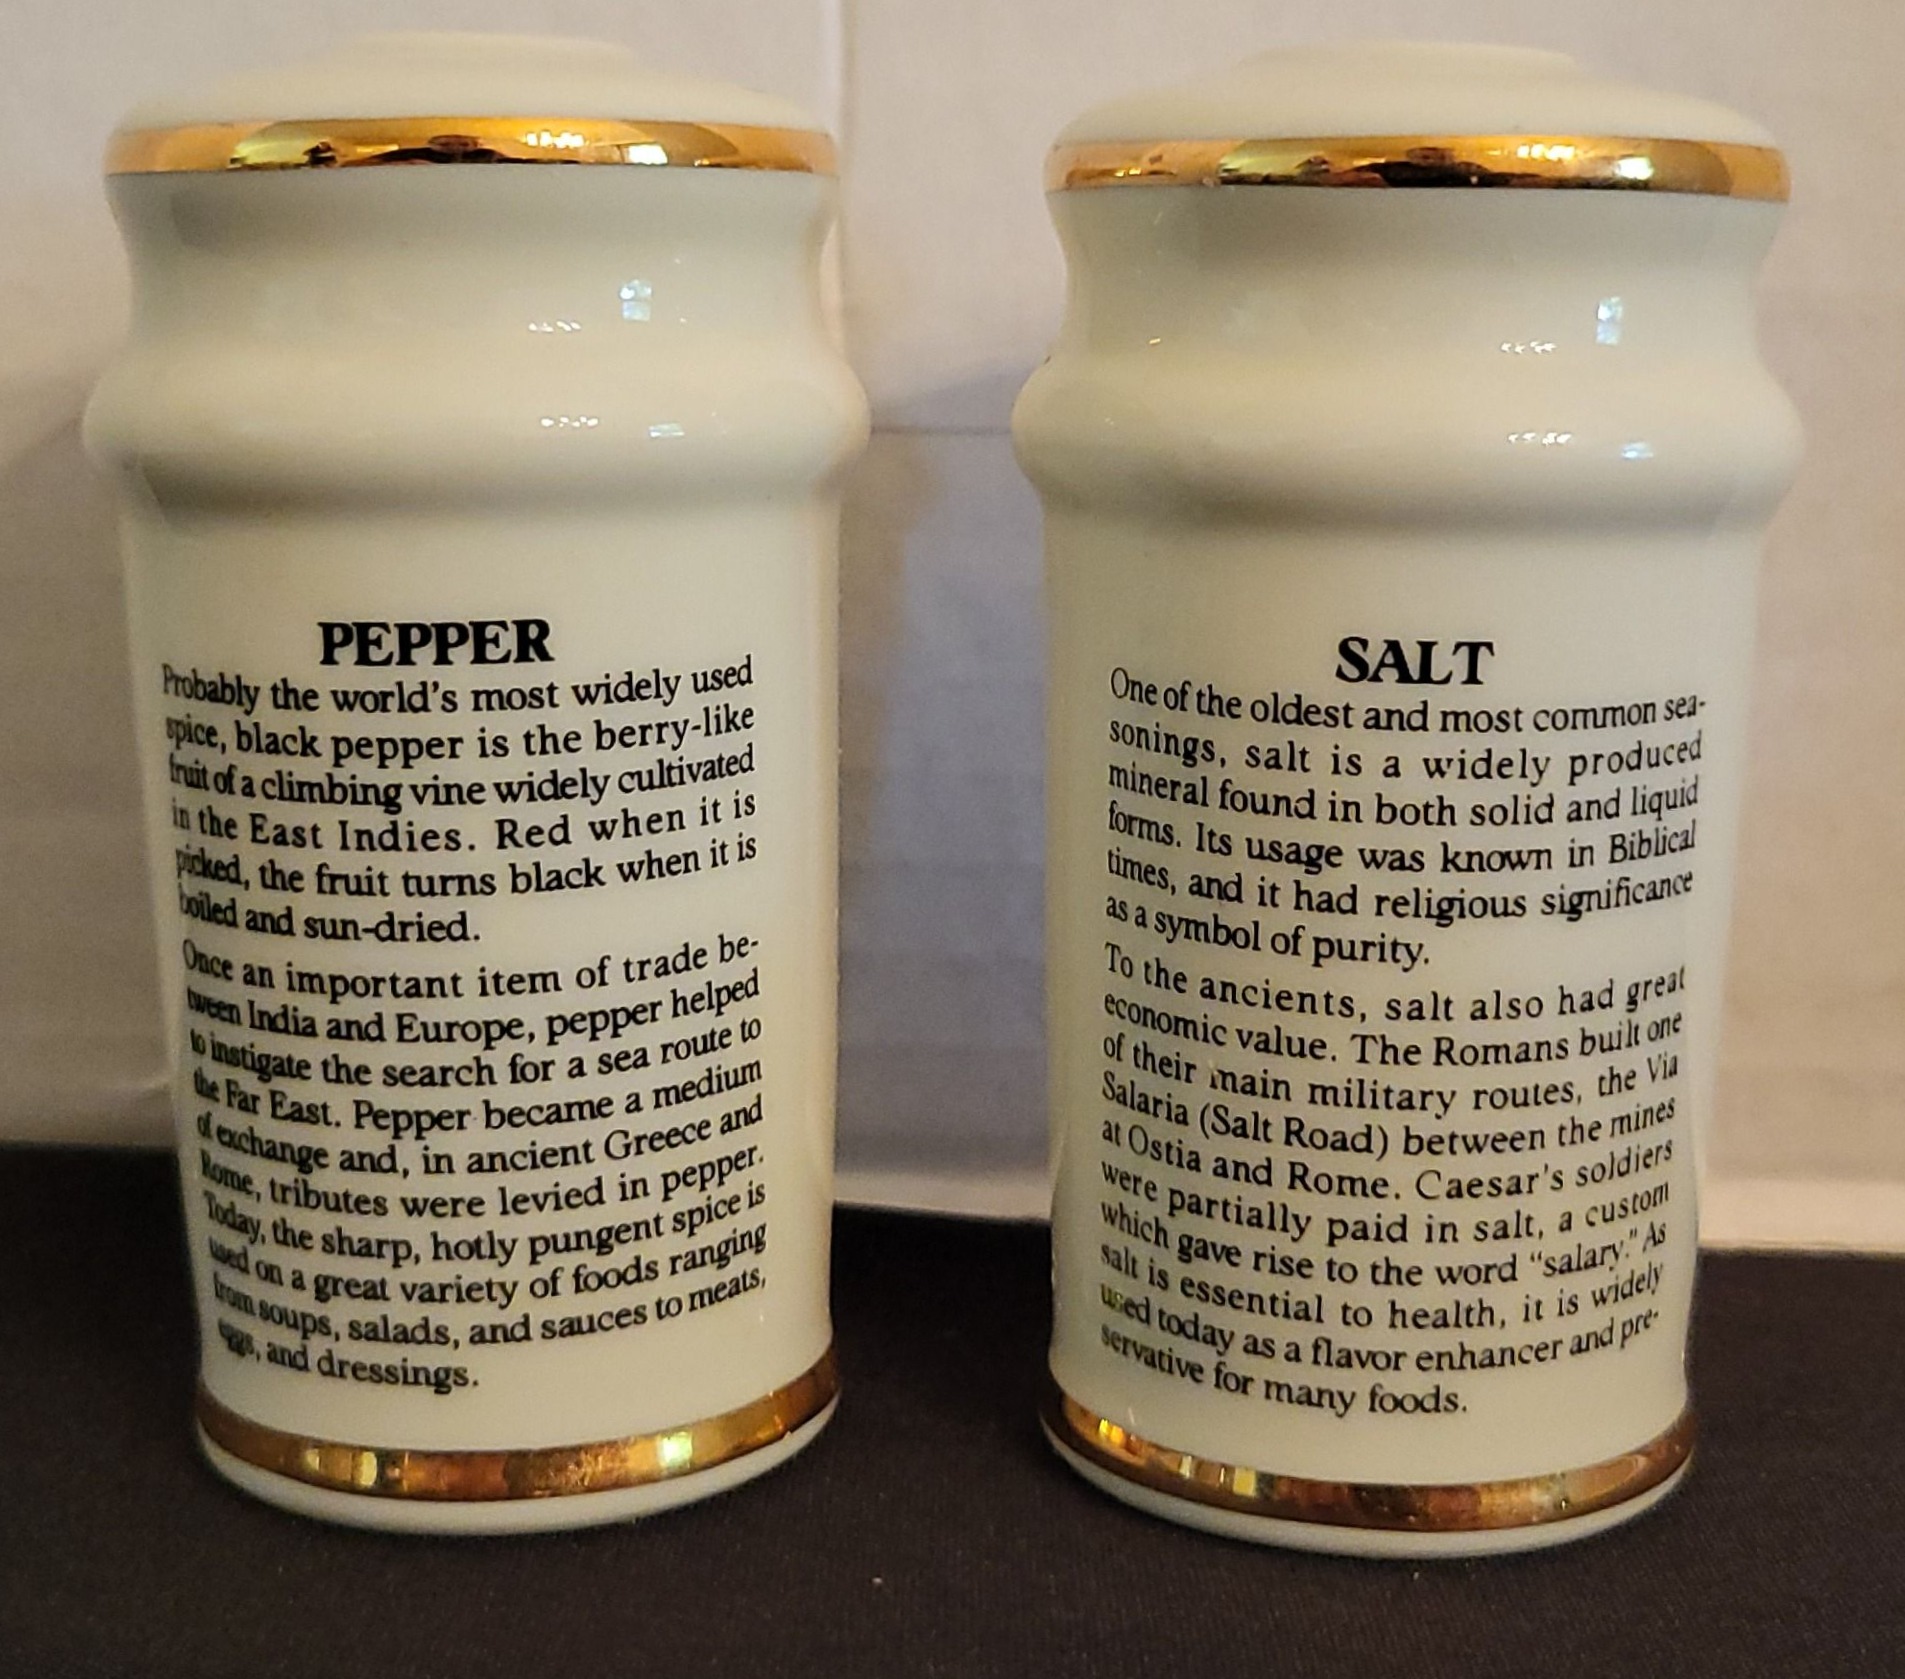 PEPPER
Probably the world's most widely used
spice, black pepper is the berry-like
fruit of a climbing vine widely cultivated
in the East Indies. Red when it is
picked, the fruit turns black when it is
boiled and sun-dried.
Once an important item of trade be-
tween India and Europe, pepper helped
to instigate the search for a sea route to
the Far East. Pepper became a medium
of exchange and, in ancient Greece and
Rome, tributes were levied in pepper.
Today, the sharp, hotly pungent spice is
used on a great variety of foods ranging
from soups, salads, and sauces to meats,
eggs, and dressings.
SALT
One of the oldest and most common sea-
sonings, salt is a widely produced
mineral found in both solid and liquid
forms. Its usage was known in Biblical
times, and it had religious significance
as a symbol of purity.
To the ancients, salt also had great
economic value. The Romans built one
of their main military routes, the Via
Salaria (Salt Road) between the mines
at Ostia and Rome. Caesar's soldiers
were partially paid in salt, a custom
which gave rise to the word "salary." As
salt is essential to health, it is widely
used today as a flavor enhancer and pre-
servative for many foods.